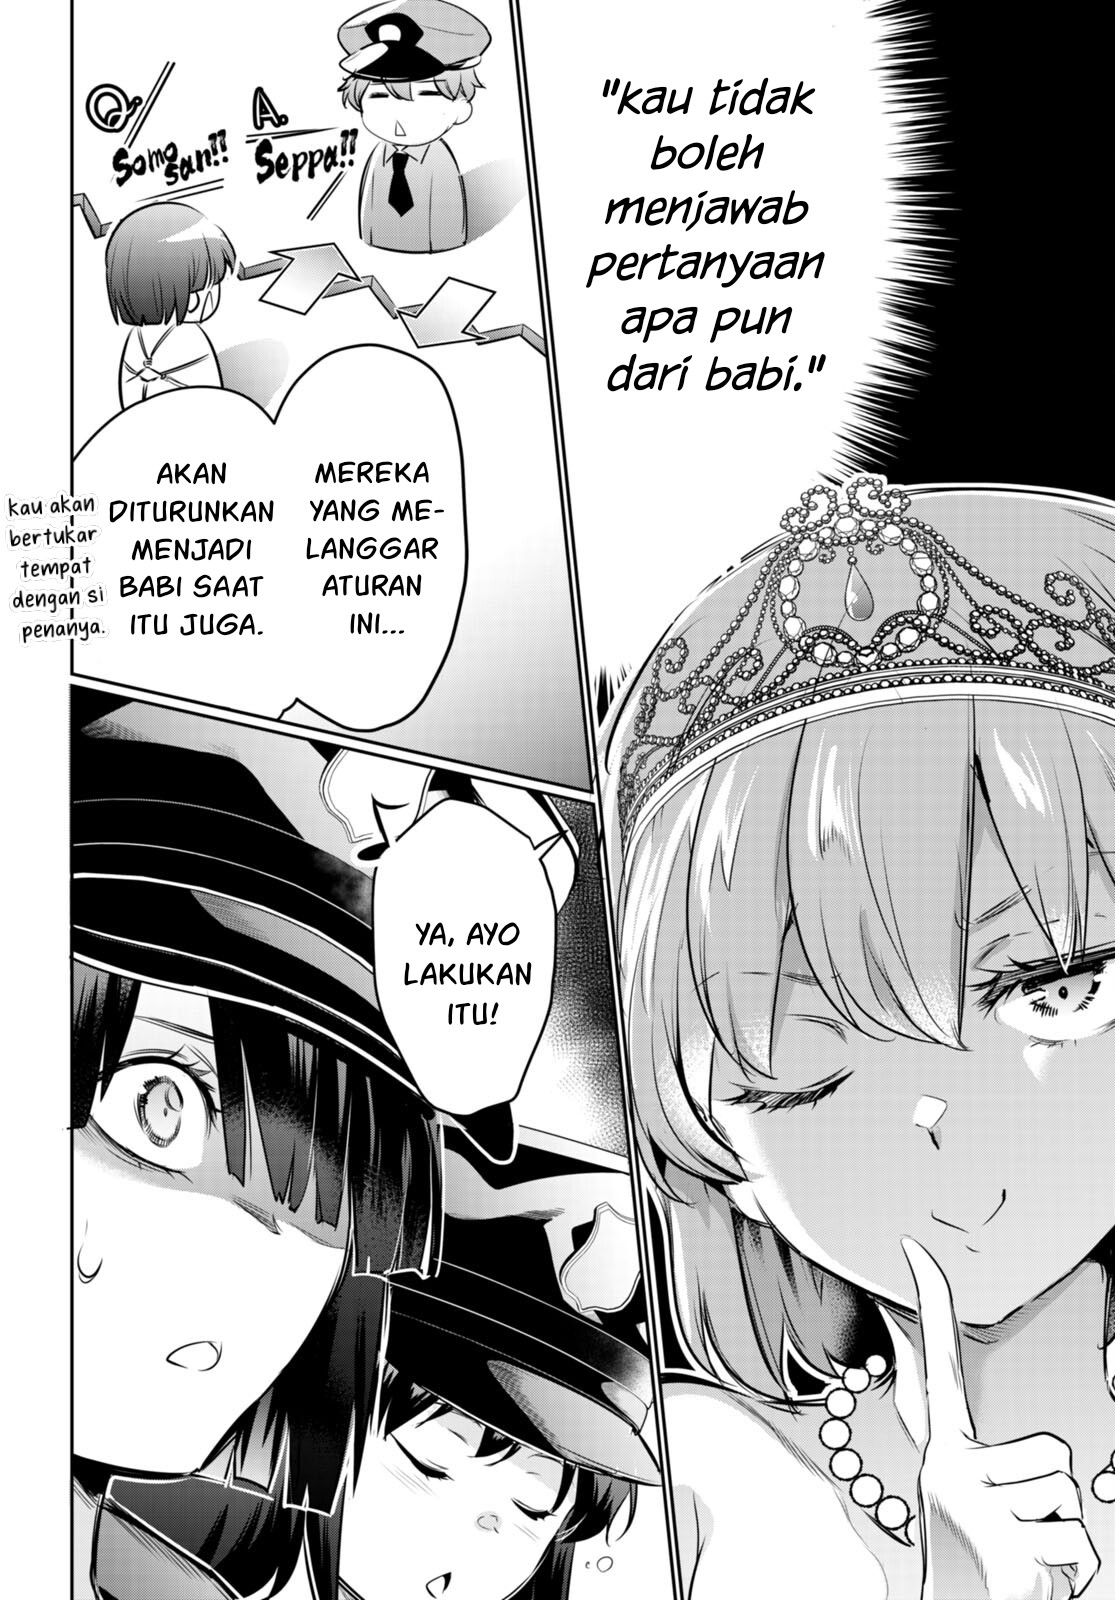 "kau tidak
boleh
menjawab
pertanyaan
apa pun
dari babi."
Q.
Somo
san!!
A.
Seppa!!
MEREKA
YANG ME-
LANGGAR
ATURAN
INI...
AKAN
DITURUNKAN
MENJADI
BABI SAAT
ITU JUGA.
kau akan
bertukar
tempat
dengan si
penanya.
YA, AYO
LAKUKAN
ITU!